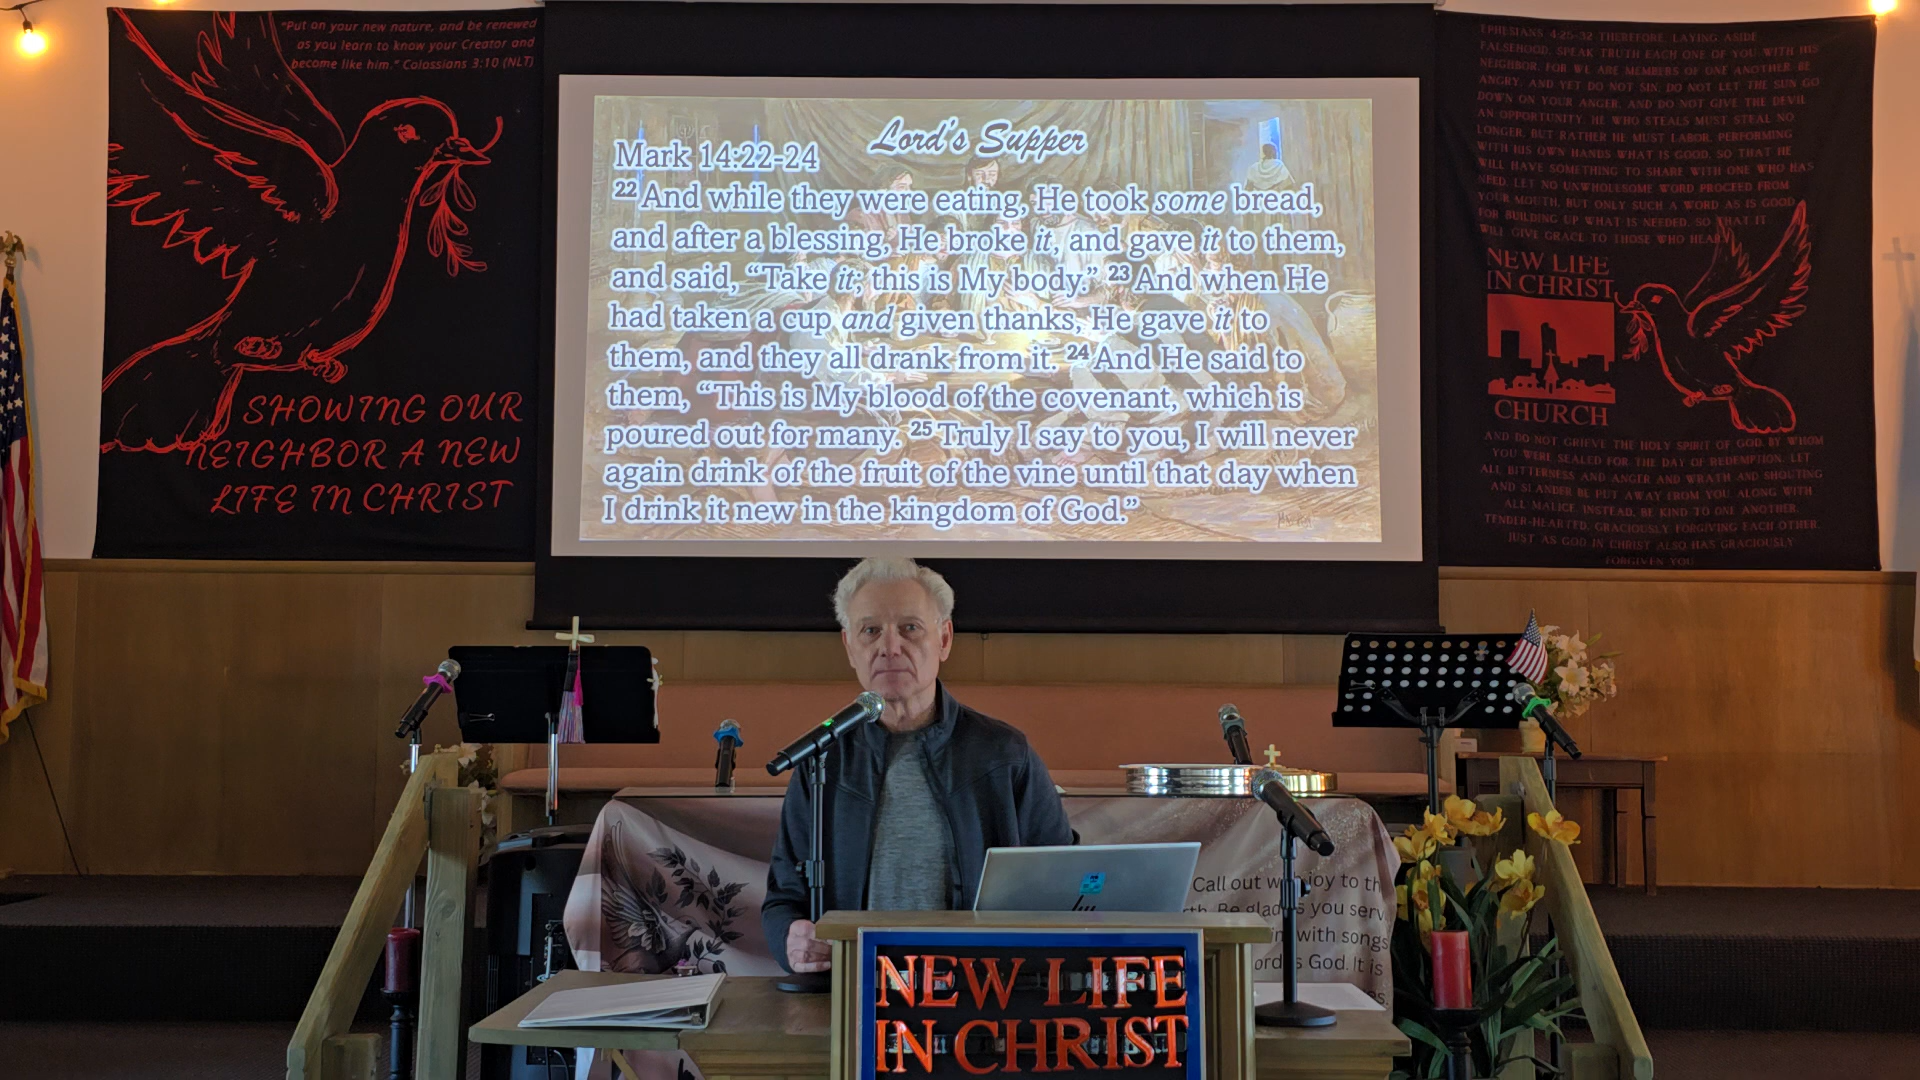 "Put on your new nature, and be renewed
as you learn to know your Creator and
become like him." Colossians 3:10 (NLT)
SHOWING OUR
NEIGHBOR A NEW
LIFE IN CHRIST
Lord's Supper
Mark 14:22-24
22 And while they were eating, He took some bread,
and after a blessing, He broke it, and gave it to them,
and said, “Take it; this is My body.” 23 And when He
had taken a cup and given thanks, He gave it to
them, and they all drank from it. 24 And He said to
them, “This is My blood of the covenant, which is
poured out for many. 25 Truly I say to you, I will never
again drink of the fruit of the vine until that day when
I drink it new in the kingdom of God.”
EPHESIANS 4:25-32 THEREFORE, LAYING ASIDE
FALSEHOOD, SPEAK TRUTH EACH ONE OF YOU WITH HIS
NEIGHBOR, FOR WE ARE MEMBERS OF ONE ANOTHER. BE
ANGRY, AND YET DO NOT SIN; DO NOT LET THE SUN GO
DOWN ON YOUR ANGER, AND DO NOT GIVE THE DEVIL
AN OPPORTUNITY. HE WHO STEALS MUST STEAL NO
LONGER; BUT RATHER HE MUST LABOR, PERFORMING
WITH HIS OWN HANDS WHAT IS GOOD, SO THAT HE
WILL HAVE SOMETHING TO SHARE WITH ONE WHO HAS
NEED. LET NO UNWHOLESOME WORD PROCEED FROM
YOUR MOUTH, BUT ONLY SUCH A WORD AS IS GOOD
FOR BUILDING UP WHAT IS NEEDED, SO THAT IT
WILL GIVE GRACE TO THOSE WHO HEAR.
NEW LIFE
IN CHRIST
CHURCH
AND DO NOT GRIEVE THE HOLY SPIRIT OF GOD, BY WHOM
YOU WERE SEALED FOR THE DAY OF REDEMPTION. LET
ALL BITTERNESS AND ANGER AND WRATH AND SHOUTING
AND SLANDER BE PUT AWAY FROM YOU, ALONG WITH
ALL MALICE. INSTEAD, BE KIND TO ONE ANOTHER,
TENDER-HEARTED, GRACIOUSLY FORGIVING EACH OTHER,
JUST AS GOD IN CHRIST ALSO HAS GRACIOUSLY
FORGIVEN YOU
Call out with joy to th
Be glad as you serv
with songs
God. It is
hp
NEW LIFE
IN CHRIST